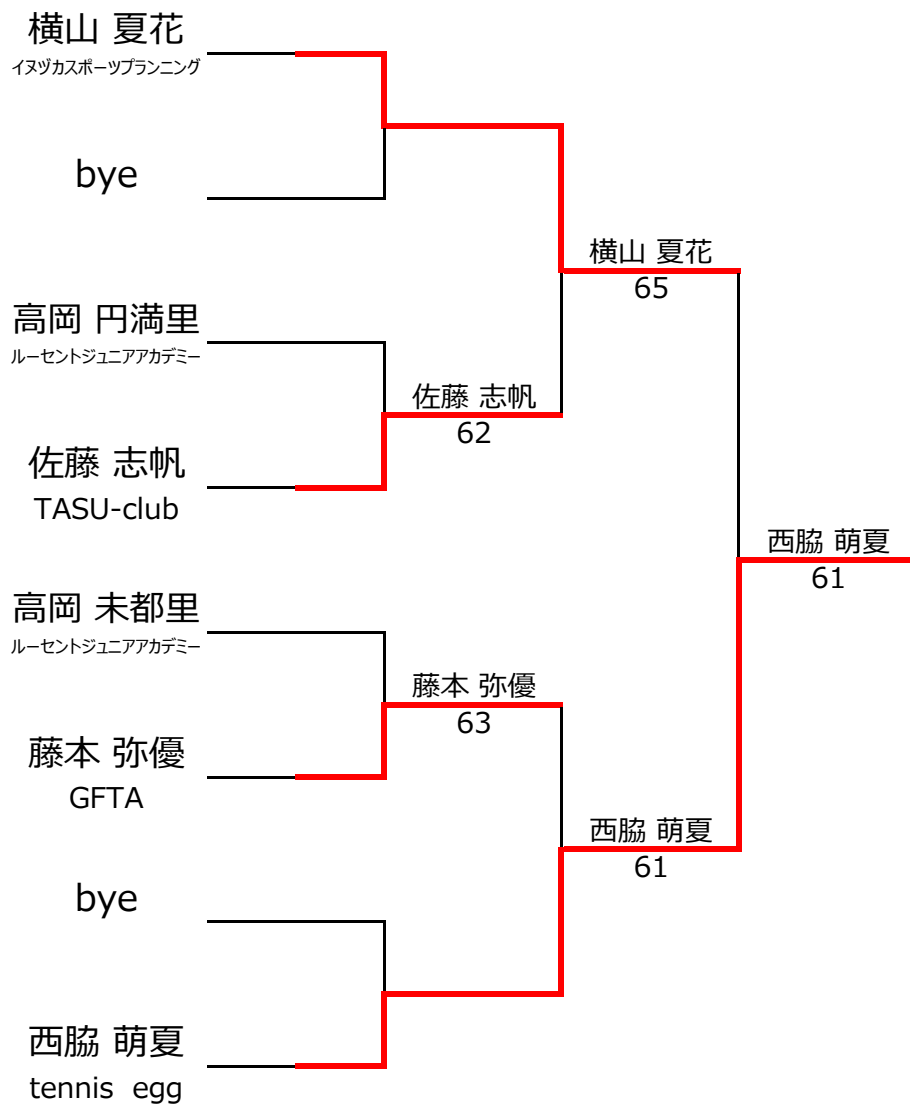 横山 夏花
イヌヅカスポーツプランニング
bye
高岡 円満里
ルーセントジュニアアカデミー
佐藤 志帆
TASU-club
高岡 未都里
ルーセントジュニアアカデミー
藤本 弥優
GFTA
bye
西脇 萌夏
tennis egg
佐藤 志帆
62
藤本 弥優
63
横山 夏花
65
西脇 萌夏
61
西脇 萌夏
61